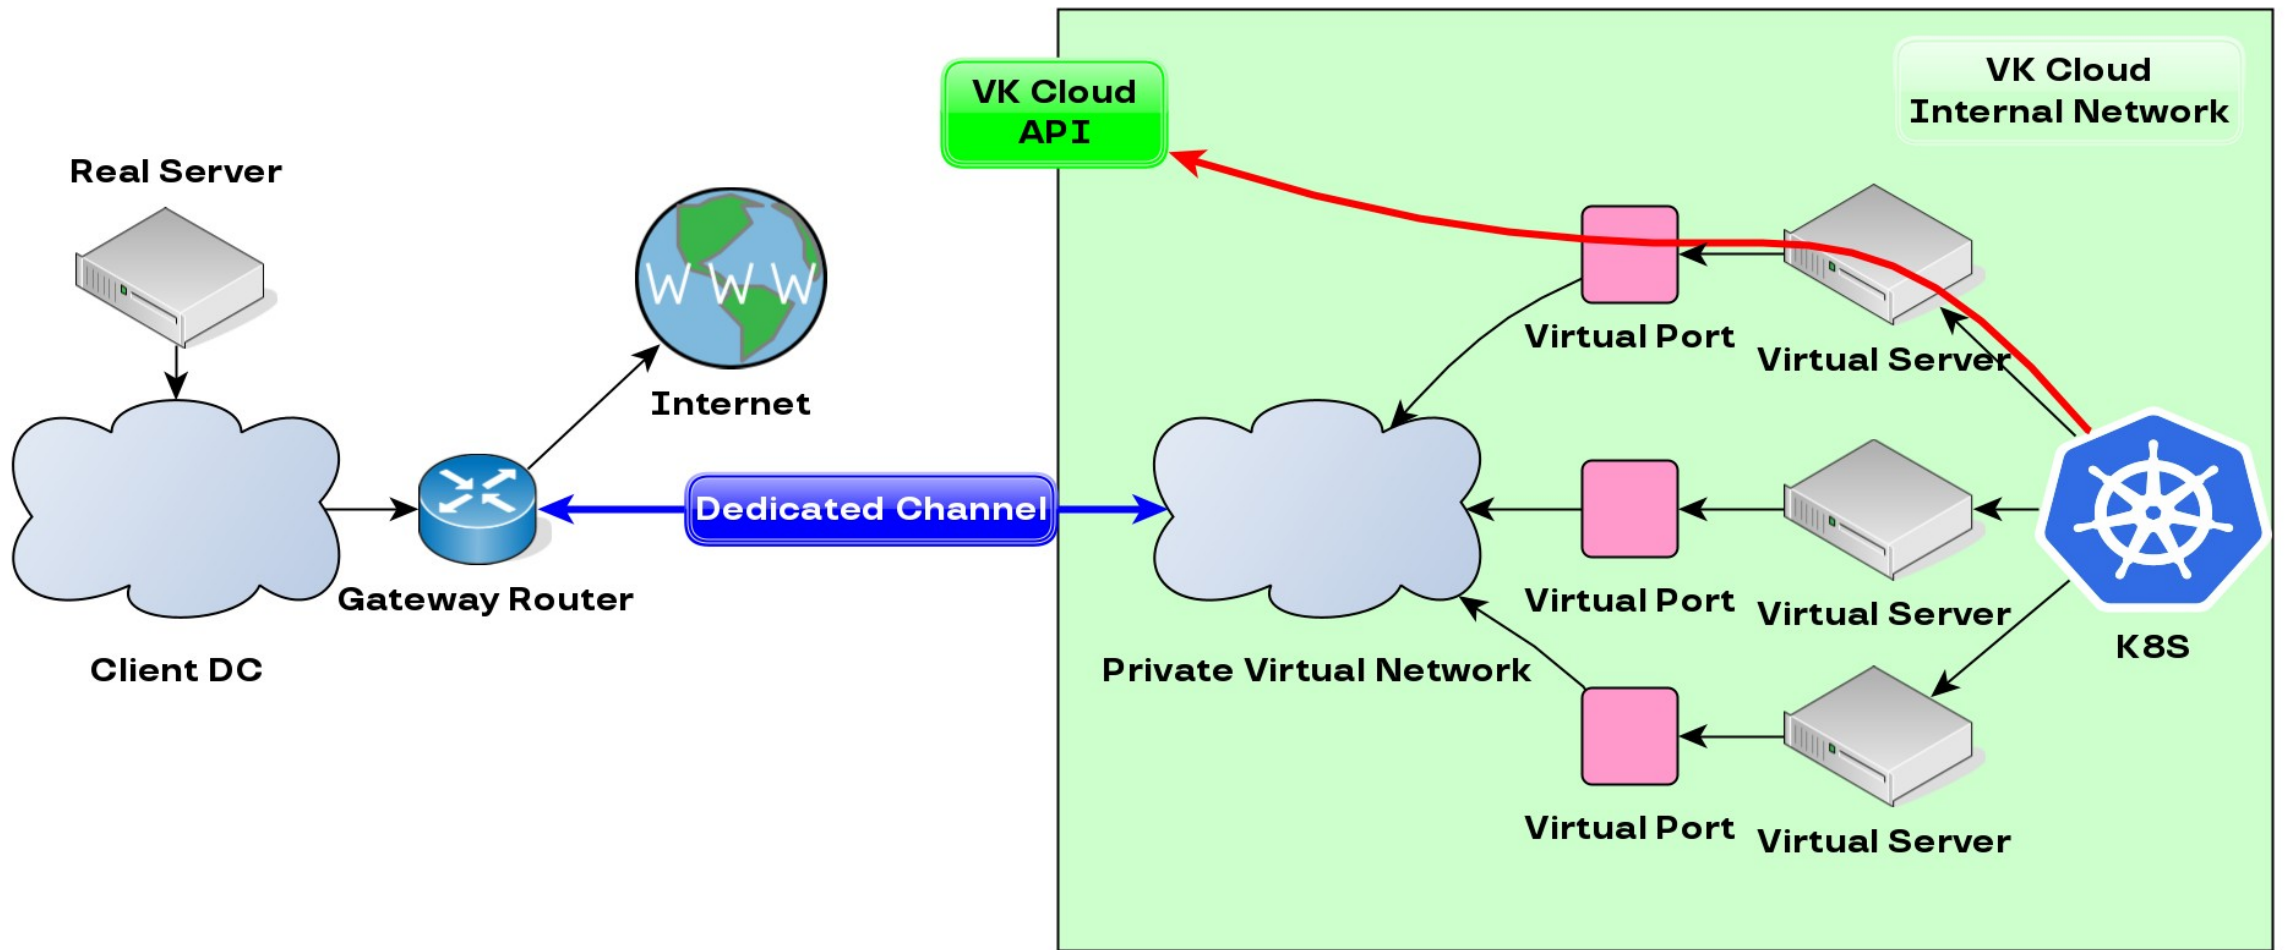 VK Cloud
API
VK Cloud
Internal Network
Real Server
W W W
Internet
Virtual Port
Virtual Server
Dedicated Channel
Gateway Router
Client DC
Private Virtual Network
Virtual Port
Virtual Server
K8S
Virtual Port
Virtual Server